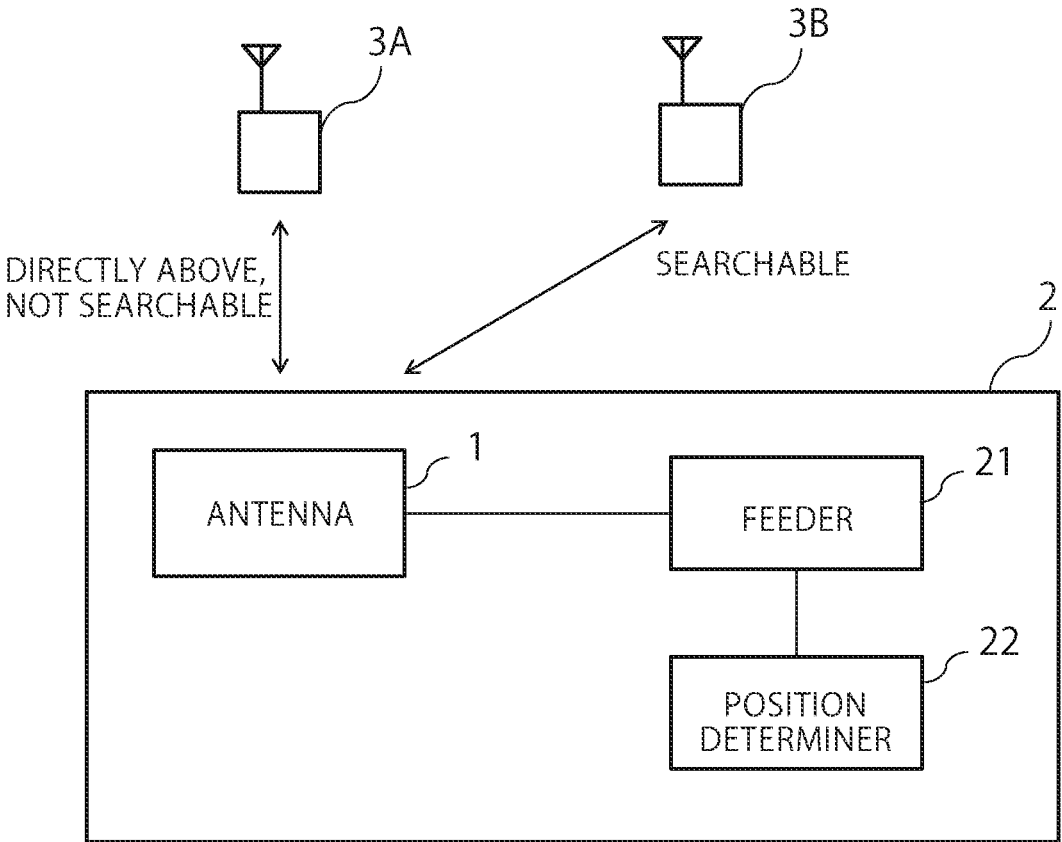 3A
3B
DIRECTLY ABOVE,
NOT SEARCHABLE
SEARCHABLE
2
1
ANTENNA
21
FEEDER
22
POSITION
DETERMINER